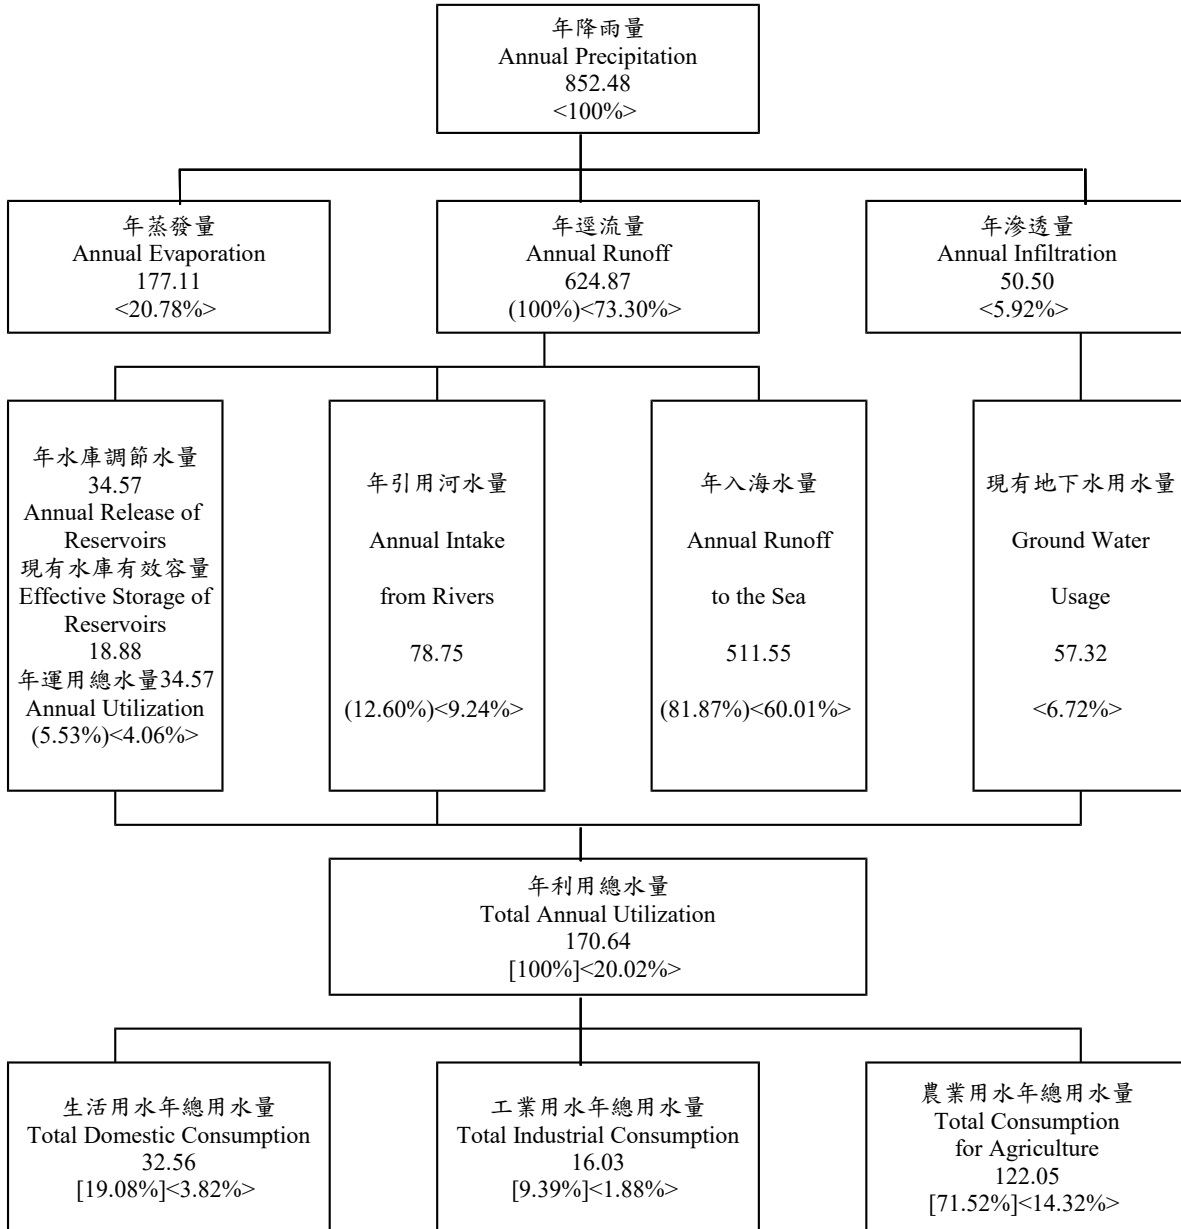 年降雨量
Annual Precipitation
852.48
<100%>
年蒸發量
Annual Evaporation
177.11
<20.78%>
年逕流量
Annual Runoff
624.87
(100%)<73.30%>
年滲透量
Annual Infiltration
50.50
<5.92%>
年水庫調節水量
34.57
Annual Release of
Reservoirs
現有水庫有效容量
Effective Storage of
Reservoirs
18.88
年運用總水量34.57
Annual Utilization
(5.53%)<4.06%>
年引用河水量
Annual Intake
from Rivers
78.75
(12.60%)<9.24%>
年入海水量
Annual Runoff
to the Sea
511.55
(81.87%)<60.01%>
現有地下水用水量
Ground Water
Usage
57.32
<6.72%>
年利用總水量
Total Annual Utilization
170.64
[100%]<20.02%>
生活用水年總用水量
Total Domestic Consumption
32.56
[19.08%]<3.82%>
工業用水年總用水量
Total Industrial Consumption
16.03
[9.39%]<1.88%>
農業用水年總用水量
Total Consumption
for Agriculture
122.05
[71.52%]<14.32%>